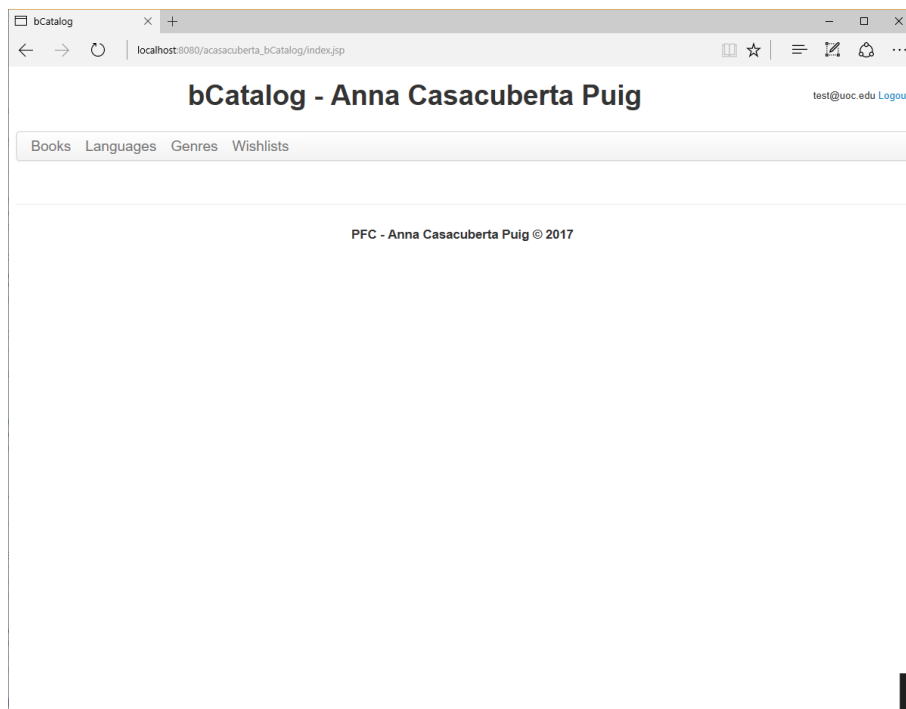 bCatalog
localhost:8080/acasacuberta_bCatalog/index.jsp
bCatalog - Anna Casacuberta Puig
test@uoc.edu Logou
Books Languages Genres Wishlists
PFC - Anna Casacuberta Puig © 2017